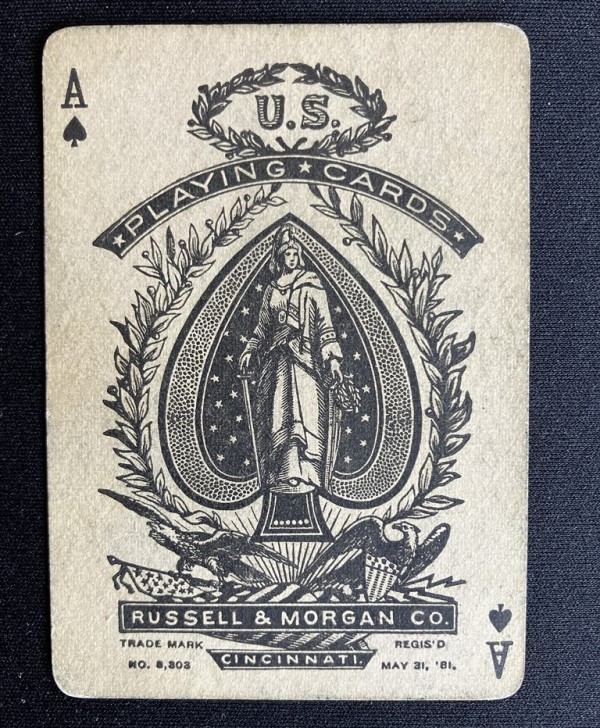 A
U.S.
PLAYING ★ CARDS
RUSSELL & MORGAN CO.
TRADE MARK
REGIS'D
NO. 8,303
CINCINNATI.
MAY 31, '81.
A